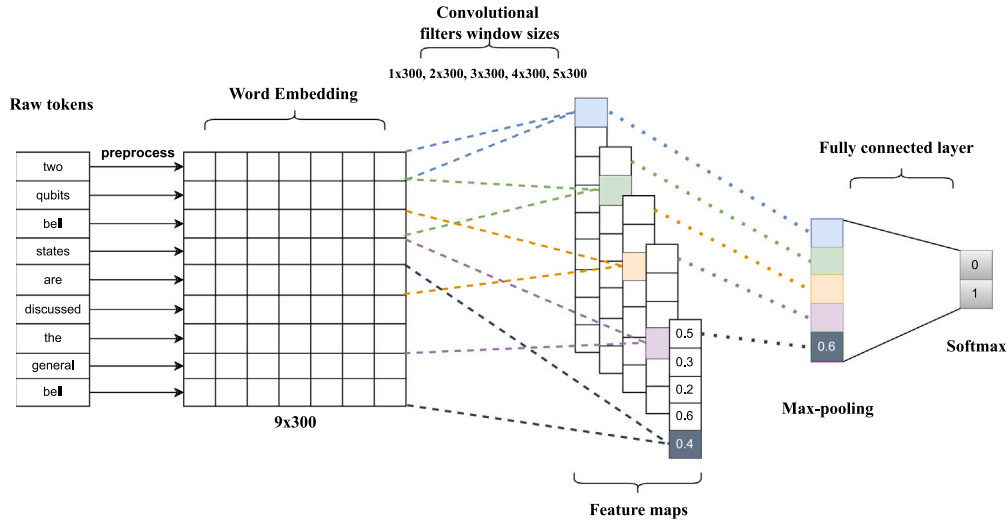 Convolutional
filters window sizes
1x300, 2x300, 3x300, 4x300, 5x300
Raw tokens
Word Embedding
preprocess
two
qubits
bell
states
are
discussed
the
general
bell
9x300
0.5
0.3
0.2
0.6
0.4
Feature maps
0.6
Max-pooling
Fully connected layer
0
1
Softmax